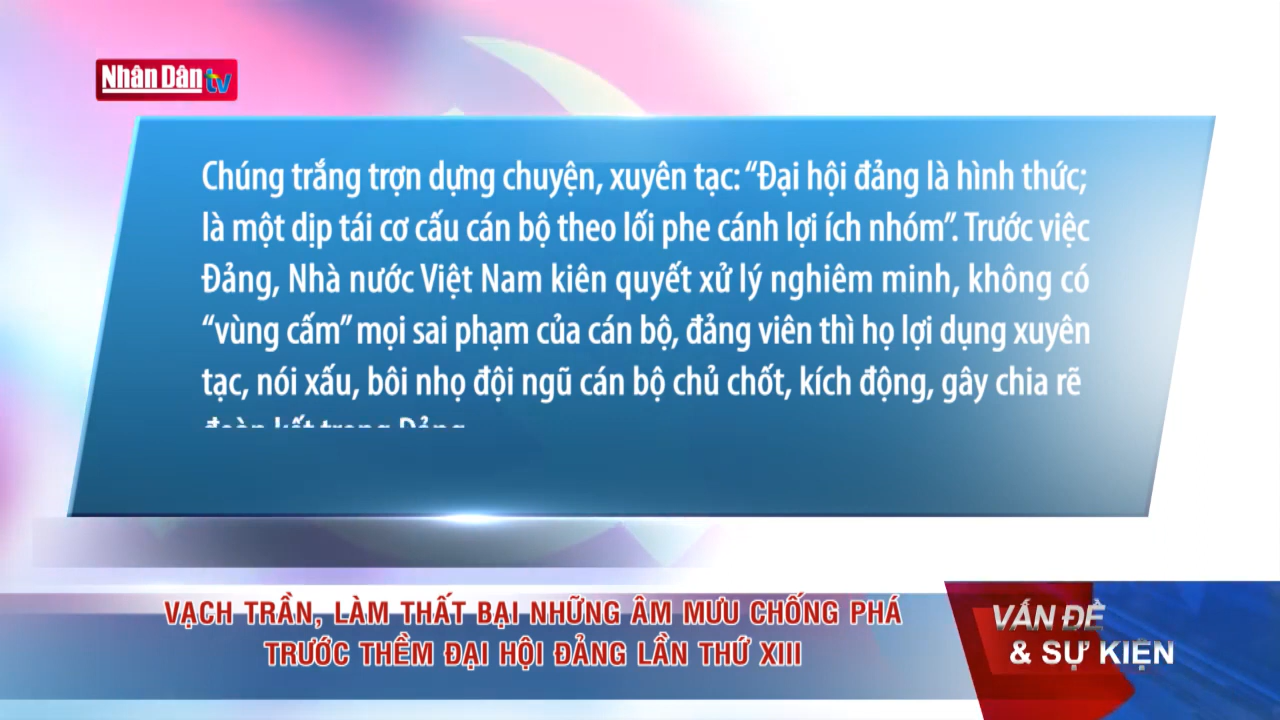 Nhân Dân tv
Chúng trắng trợn dựng chuyện, xuyên tạc: “Đại hội đảng là hình thức;
là một dịp tái cơ cấu cán bộ theo lối phe cánh lợi ích nhóm”. Trước việc
Đảng, Nhà nước Việt Nam kiên quyết xử lý nghiêm minh, không có
“vùng cấm” mọi sai phạm của cán bộ, đảng viên thì họ lợi dụng xuyên
tạc, nói xấu, bôi nhọ đội ngũ cán bộ chủ chốt, kích động, gây chia rẽ
đoàn kết trong Đảng
VẠCH TRẦN, LÀM THẤT BẠI NHỮNG ÂM MƯU CHỐNG PHÁ
TRƯỚC THỀM ĐẠI HỘI ĐẢNG LẦN THỨ XIII
VẤN ĐỀ
& SỰ KIỆN